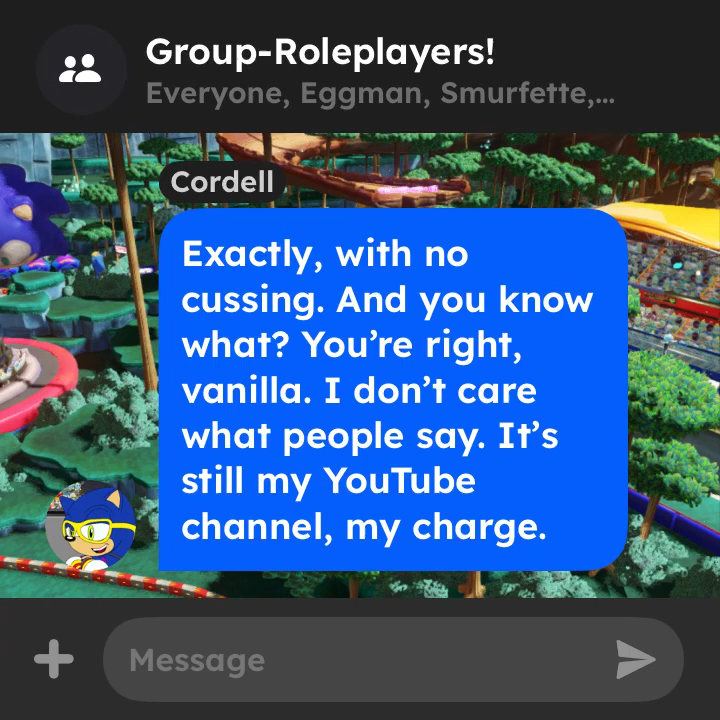 Group-Roleplayers!
Everyone, Eggman, Smurfette,...
Cordell
Exactly, with no
cussing. And you know
what? You’re right,
vanilla. I don’t care
what people say. It’s
still my YouTube
channel, my charge.
Message